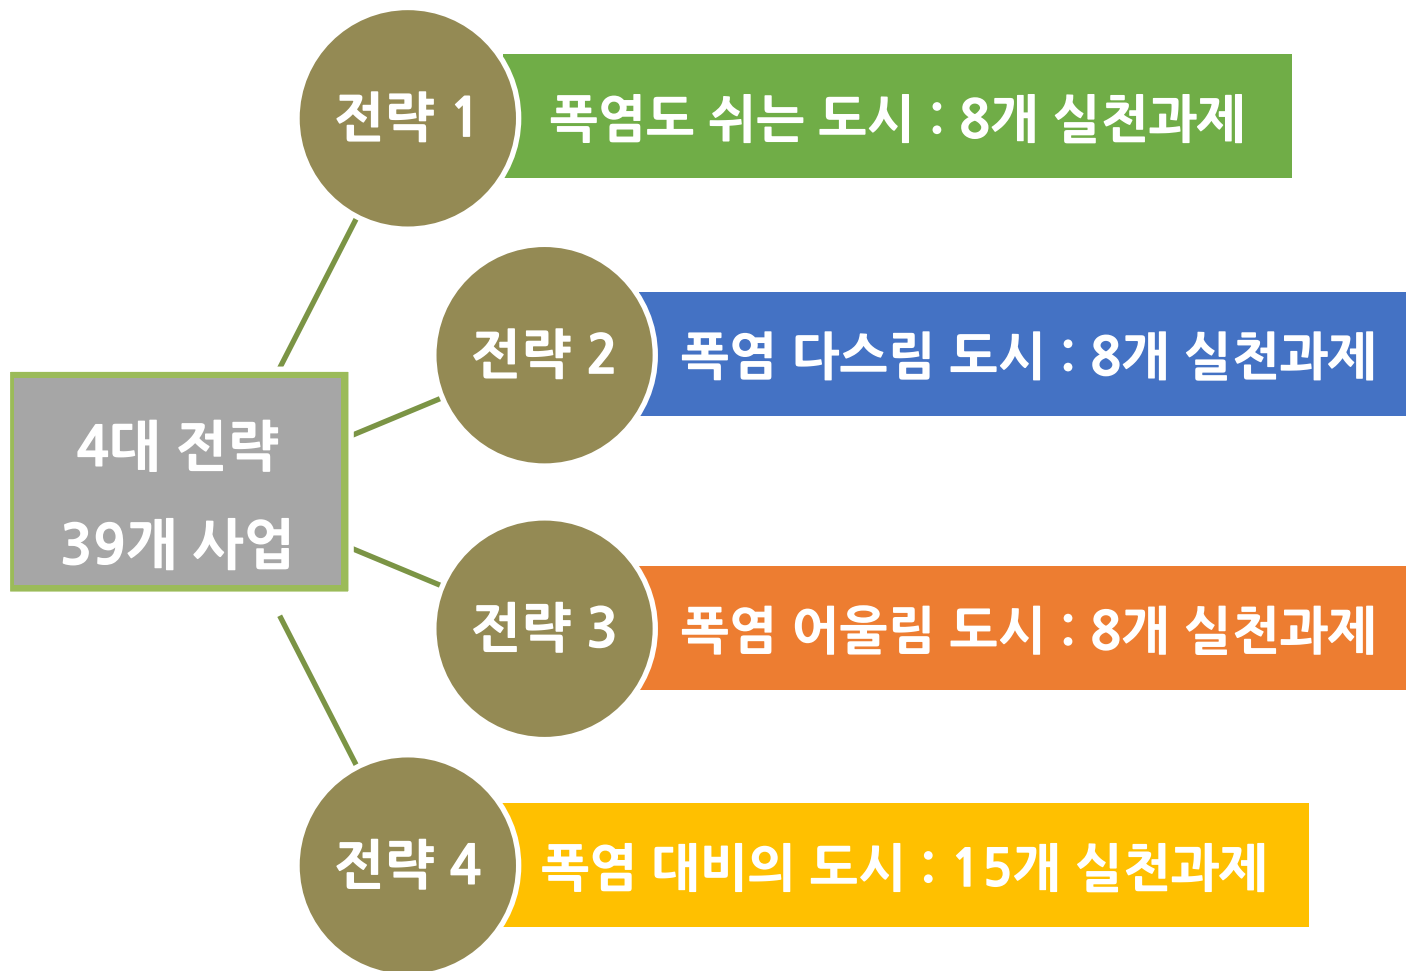 전략 1
폭염도 쉬는 도시 : 8개 실천과제
전략 2
폭염 다스림 도시 : 8개 실천과제
4대 전략
39개 사업
전략 3
폭염 어울림 도시 : 8개 실천과제
전략 4
폭염 대비의 도시 : 15개 실천과제